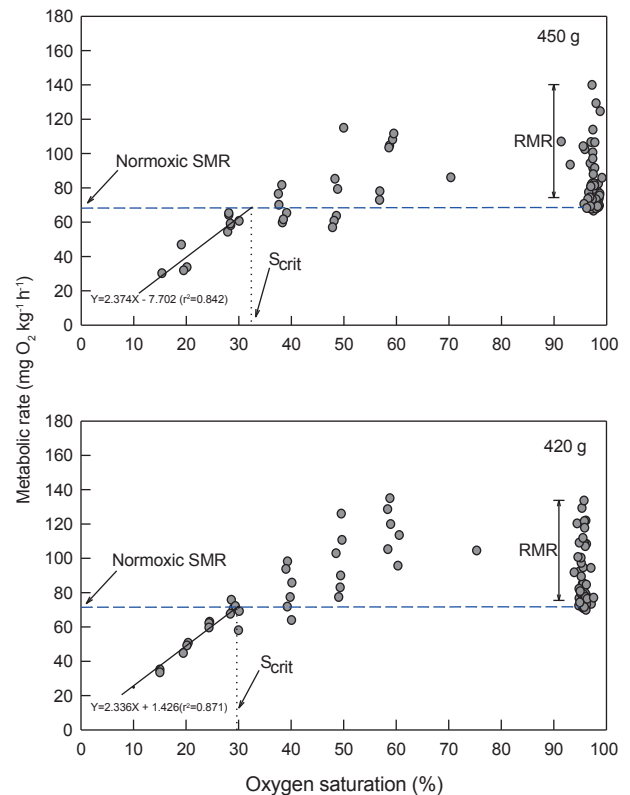 180
160
140
120
100
80
60
40
20
0
450 g
RMR
Normoxic SMR
S_crit
Y=2.374X - 7.702 (r²=0.842)
0 10 20 30 40 50 60 70 80 90 100
Metabolic rate (mg O₂ kg⁻¹ h⁻¹)
180
160
140
120
100
80
60
40
20
0
420 g
RMR
Normoxic SMR
S_crit
Y=2.336X + 1.426(r²=0.871)
0 10 20 30 40 50 60 70 80 90 100
Oxygen saturation (%)